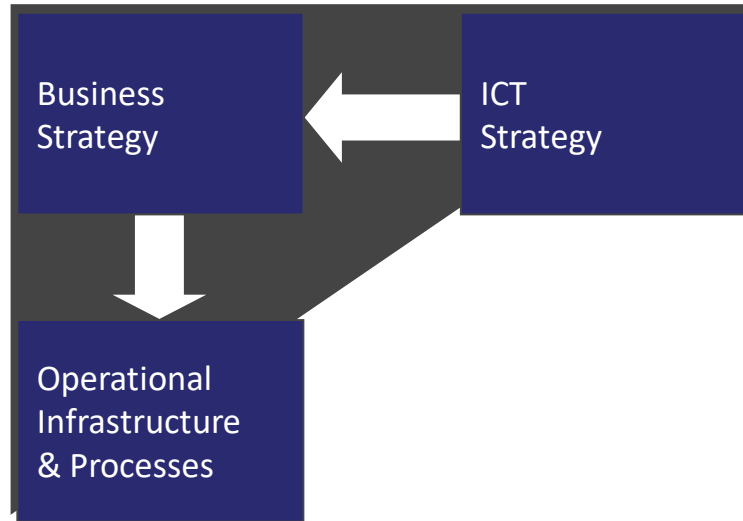 Business
Strategy
ICT
Strategy
Operational
Infrastructure
& Processes